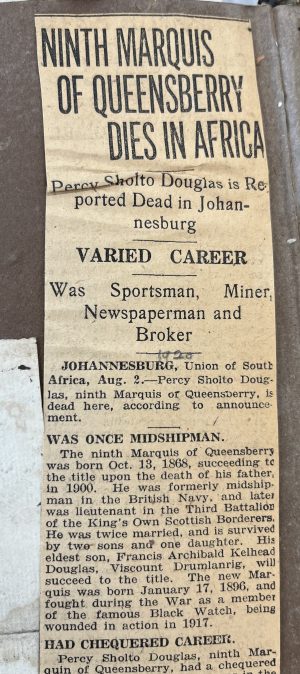 NINTH MARQUIS
OF QUEENSBERRY
DIES IN AFRICA
Percy Sholto Douglas is Re-
ported Dead in Johan-
nesburg
VARIED CAREER
Was Sportsman, Miner,
Newspaperman and
Broker
1920
JOHANNESBURG, Union of South
Africa, Aug. 2.—Percy Sholto Doug-
las, ninth Marquis of Queensberry, is
dead here, according to announce-
ment.
WAS ONCE MIDSHIPMAN.
The ninth Marquis of Queensberry
was born Oct. 13, 1868, succeeding to
the title upon the death of his father,
in 1900. He was formerly midship-
man in the British Navy, and later
was lieutenant in the Third Battalion
of the King's Own Scottish Borderers.
He was twice married, and is survived
by two sons and one daughter. His
eldest son, Francis Archibald Kelhead
Douglas, Viscount Drumlanrig, will
succeed to the title. The new Mar-
quis was born January 17, 1896, and
fought during the War as a member
of the famous Black Watch, being
wounded in action in 1917.
HAD CHEQUERED CAREER.
Percy Sholto Douglas, ninth Mar-
quis of Queensberry, had a chequered
in the